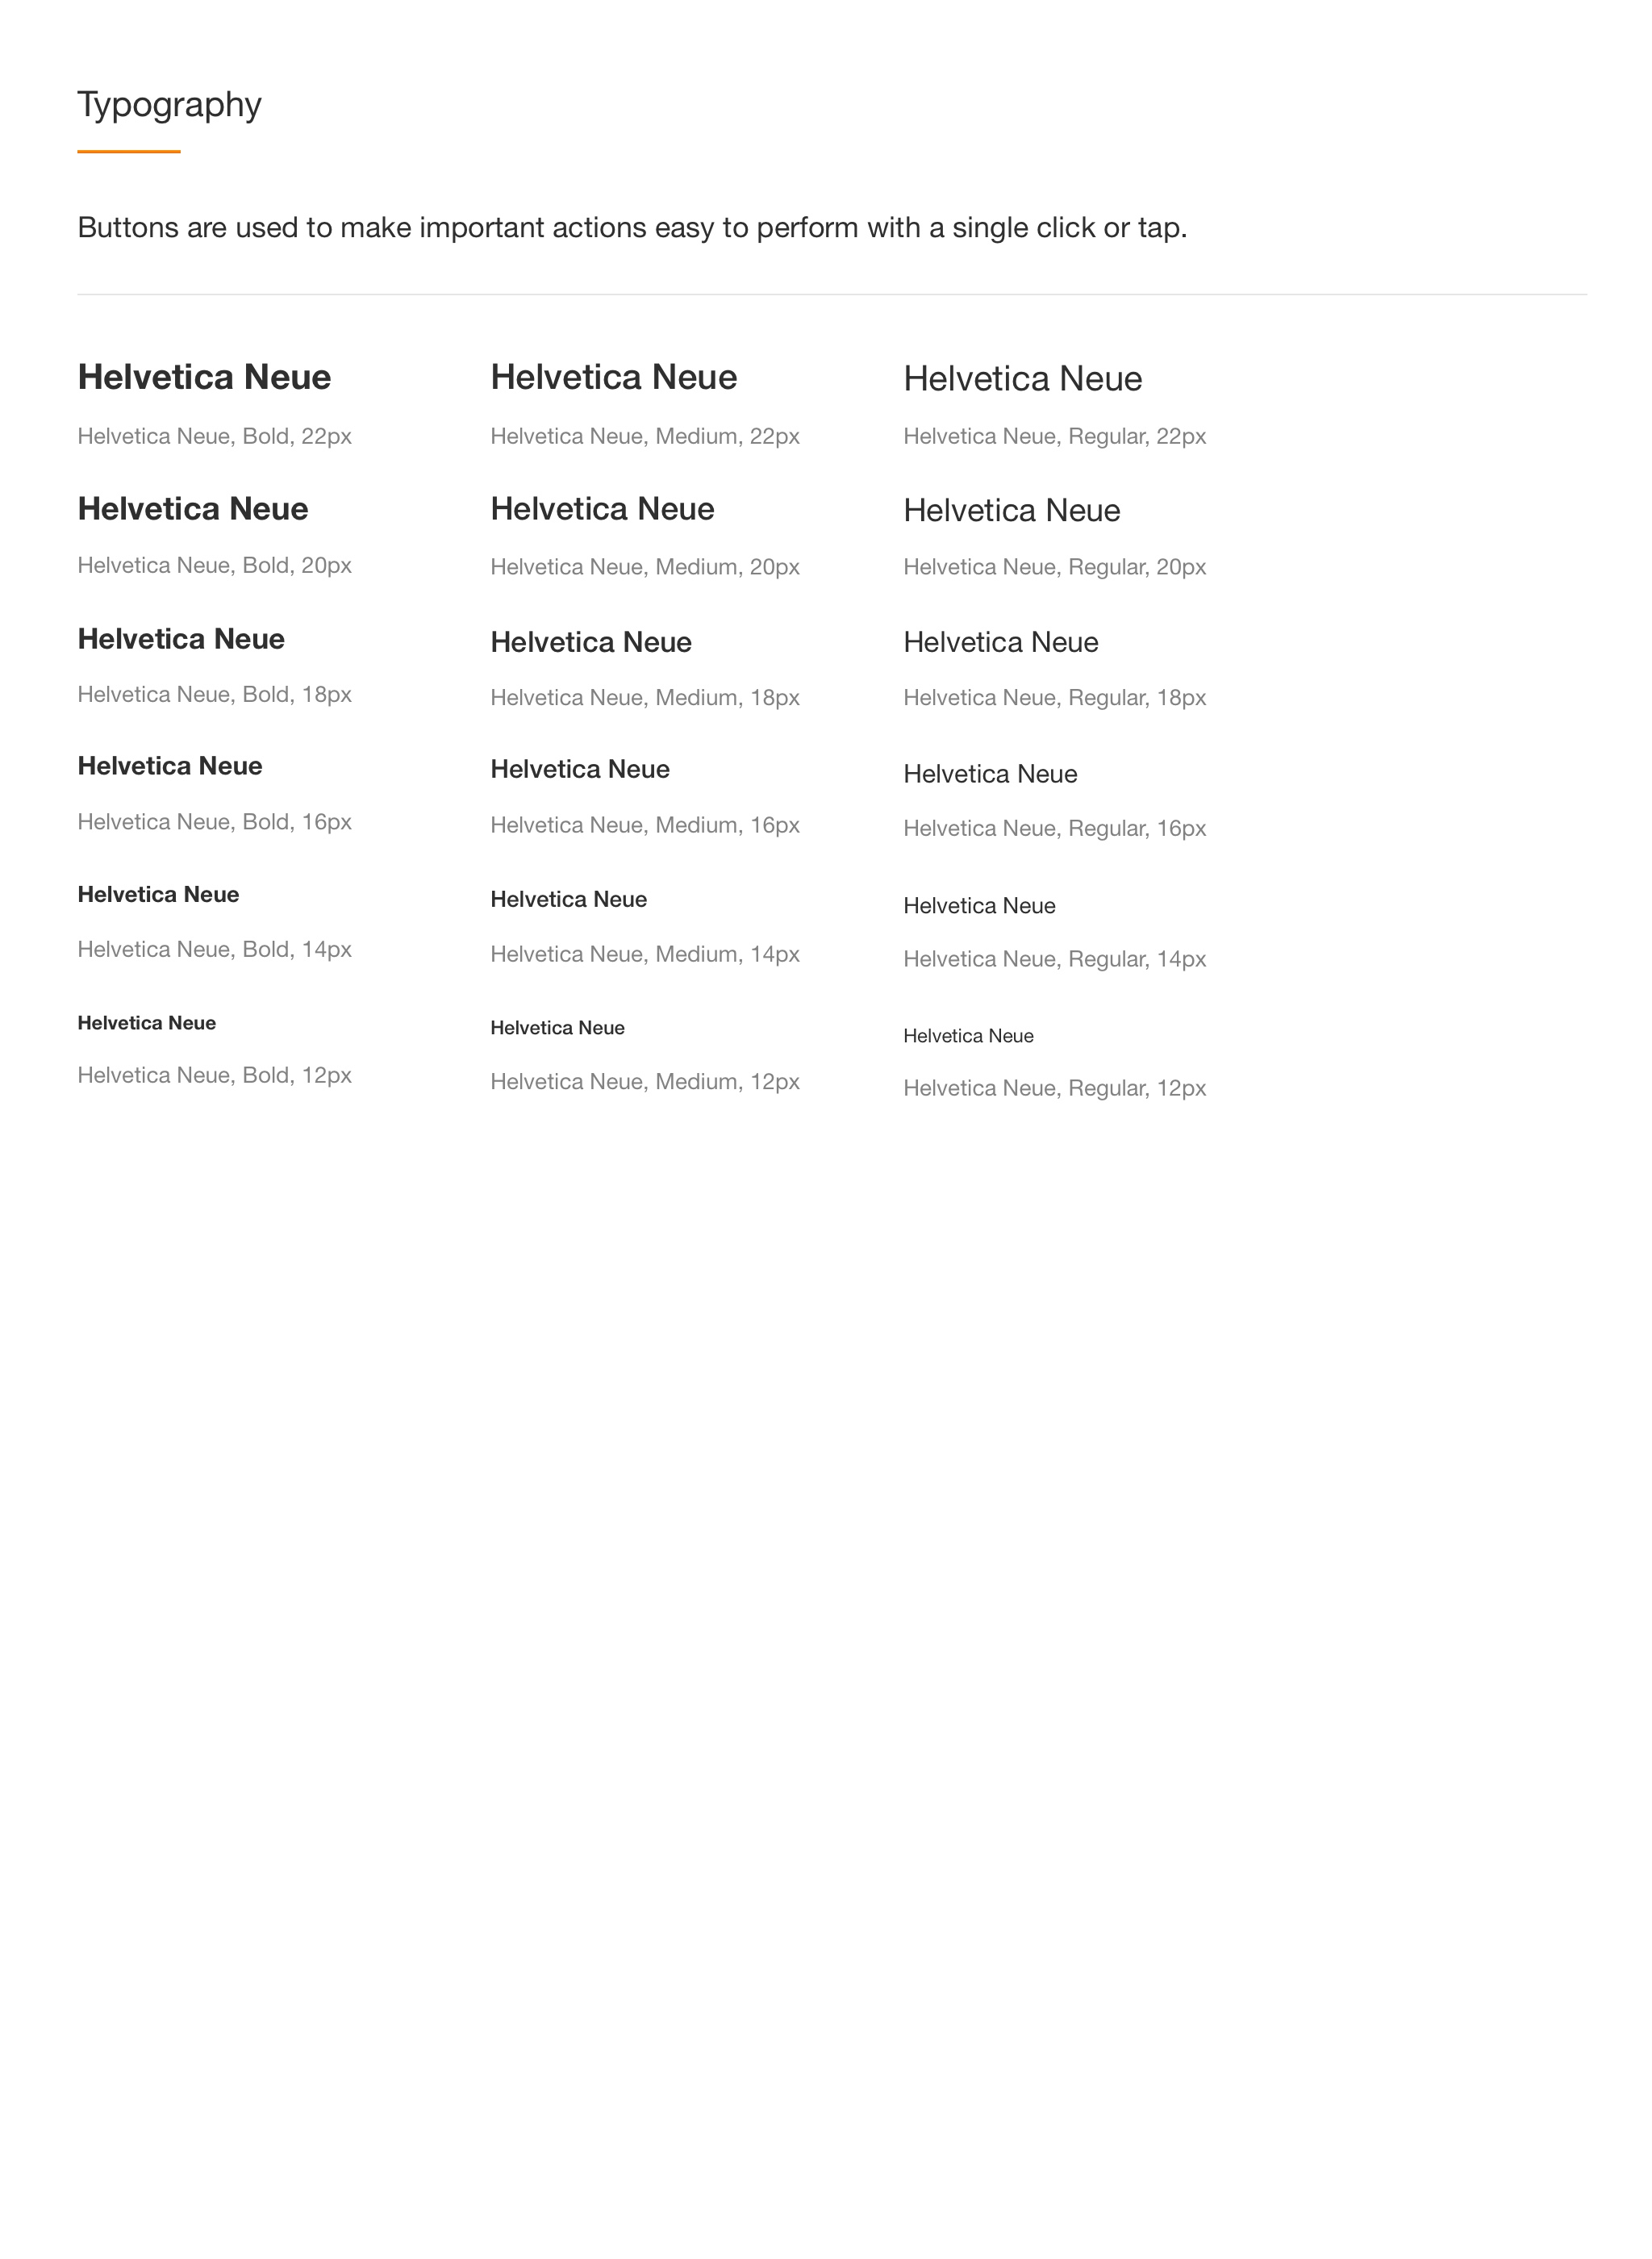 Typography
Buttons are used to make important actions easy to perform with a single click or tap.
Helvetica Neue
Helvetica Neue, Bold, 22px
Helvetica Neue
Helvetica Neue, Medium, 22px
Helvetica Neue
Helvetica Neue, Regular, 22px
Helvetica Neue
Helvetica Neue, Bold, 20px
Helvetica Neue
Helvetica Neue, Medium, 20px
Helvetica Neue
Helvetica Neue, Regular, 20px
Helvetica Neue
Helvetica Neue, Bold, 18px
Helvetica Neue
Helvetica Neue, Medium, 18px
Helvetica Neue
Helvetica Neue, Regular, 18px
Helvetica Neue
Helvetica Neue, Bold, 16px
Helvetica Neue
Helvetica Neue, Medium, 16px
Helvetica Neue
Helvetica Neue, Regular, 16px
Helvetica Neue
Helvetica Neue, Bold, 14px
Helvetica Neue
Helvetica Neue, Medium, 14px
Helvetica Neue
Helvetica Neue, Regular, 14px
Helvetica Neue
Helvetica Neue, Bold, 12px
Helvetica Neue
Helvetica Neue, Medium, 12px
Helvetica Neue
Helvetica Neue, Regular, 12px